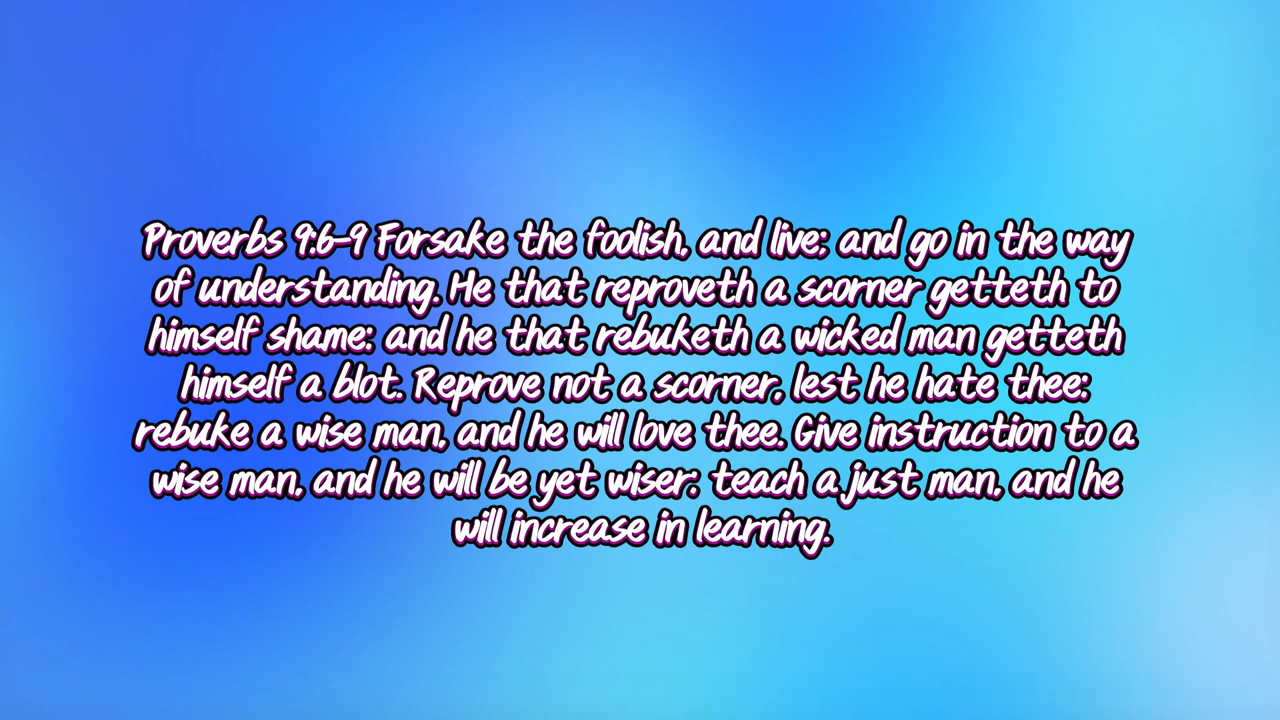 Proverbs 9:6-9 Forsake the foolish, and live; and go in the way
of understanding. He that reproveth a scorner getteth to
himself shame: and he that rebuketh a wicked man getteth
himself a blot. Reprove not a scorner, lest he hate thee:
rebuke a wise man, and he will love thee. Give instruction to a
wise man, and he will be yet wiser: teach a just man, and he
will increase in learning.